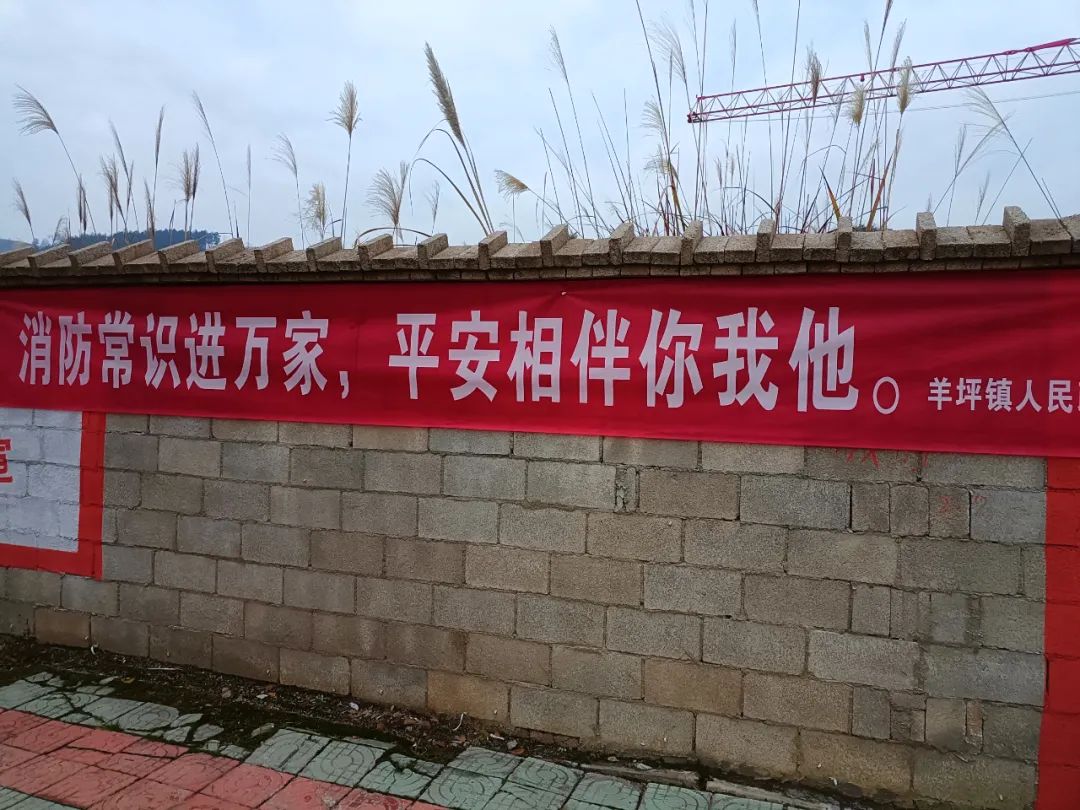 消防常识进万家，平安相伴你我他。 羊坪镇人民
宣